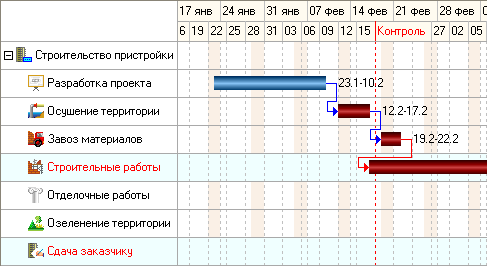 17 янв 24 янв 31 янв 07 фев 14 фев 21 фев 28 фев
6 19 22 25 28 31 03 06 09 12 15 Контроль 27 02 05
Строительство пристройки
Разработка проекта 23.1-10.2
Осушение территории 12.2-17.2
Завоз материалов 19.2-22.2
Строительные работы
Отделочные работы
Озеленение территории
Сдача заказчику